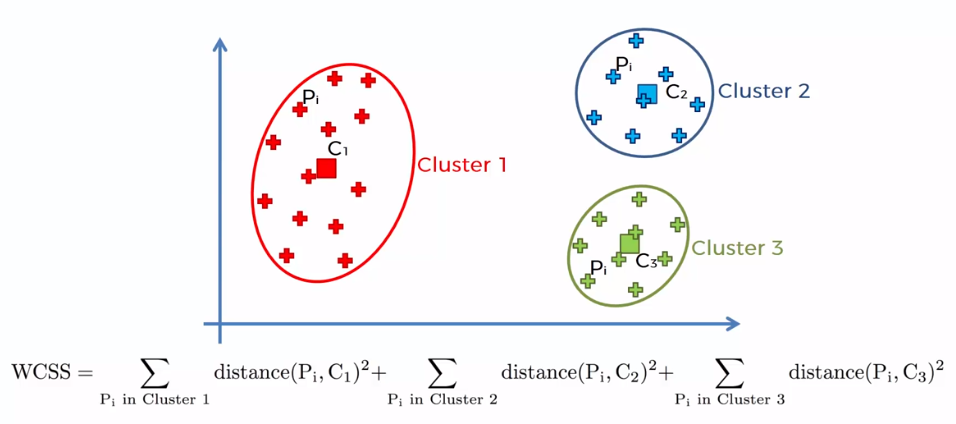 Pi
C1
Cluster 1
Pi
C2
Cluster 2
Cluster 3
Pi
C3
WCSS = ∑ distance(Pi, C1)²+ ∑ distance(Pi, C2)²+ ∑ distance(Pi, C3)²
Pi in Cluster 1 Pi in Cluster 2 Pi in Cluster 3